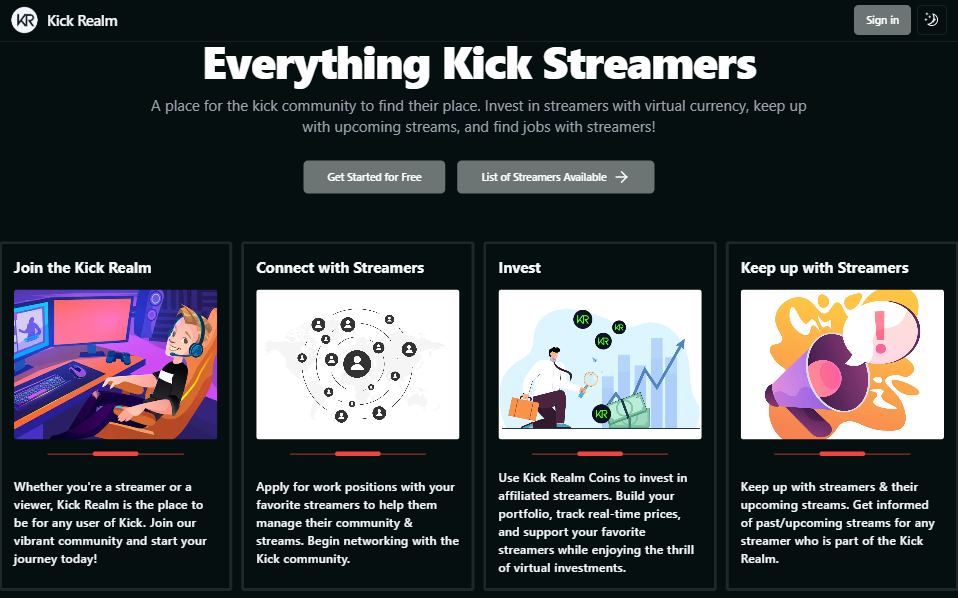 KR Kick Realm
Sign in
Everything Kick Streamers
A place for the kick community to find their place. Invest in streamers with virtual currency, keep up
with upcoming streams, and find jobs with streamers!
Get Started for Free
List of Streamers Available →
Join the Kick Realm
Whether you're a streamer or a
viewer, Kick Realm is the place to
be for any user of Kick. Join our
vibrant community and start your
journey today!
Connect with Streamers
Apply for work positions with your
favorite streamers to help them
manage their community &
streams. Begin networking with the
Kick community.
Invest
KR
KR
KR
KR
Use Kick Realm Coins to invest in
affiliated streamers. Build your
portfolio, track real-time prices,
and support your favorite
streamers while enjoying the thrill
of virtual investments.
Keep up with Streamers
!
Keep up with streamers & their
upcoming streams. Get informed
of past/upcoming streams for any
streamer who is part of the Kick
Realm.